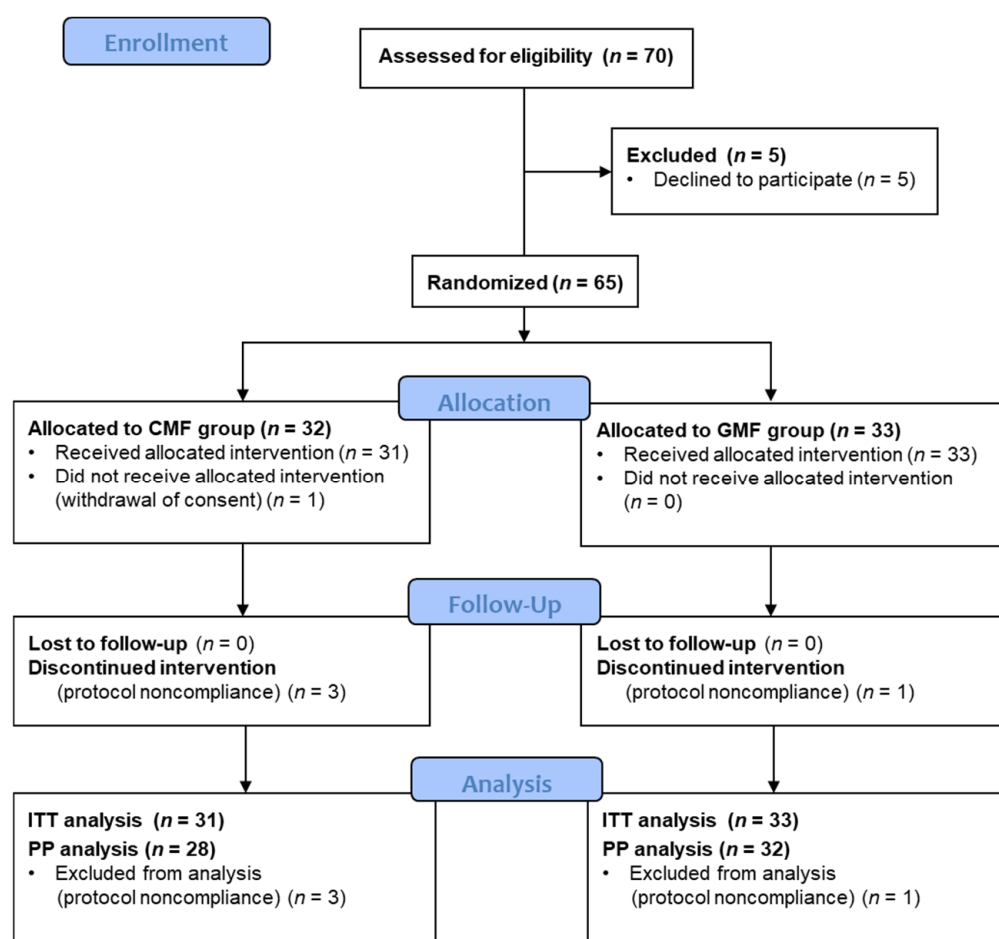 Enrollment
Assessed for eligibility (n = 70)
Excluded (n = 5)
• Declined to participate (n = 5)
Randomized (n = 65)
Allocation
Allocated to CMF group (n = 32)
• Received allocated intervention (n = 31)
• Did not receive allocated intervention
(withdrawal of consent) (n = 1)
Allocated to GMF group (n = 33)
• Received allocated intervention (n = 33)
• Did not receive allocated intervention
(n = 0)
Follow-Up
Lost to follow-up (n = 0)
Discontinued intervention
(protocol noncompliance) (n = 3)
Lost to follow-up (n = 0)
Discontinued intervention
(protocol noncompliance) (n = 1)
Analysis
ITT analysis (n = 31)
PP analysis (n = 28)
• Excluded from analysis
(protocol noncompliance) (n = 3)
ITT analysis (n = 33)
PP analysis (n = 32)
• Excluded from analysis
(protocol noncompliance) (n = 1)